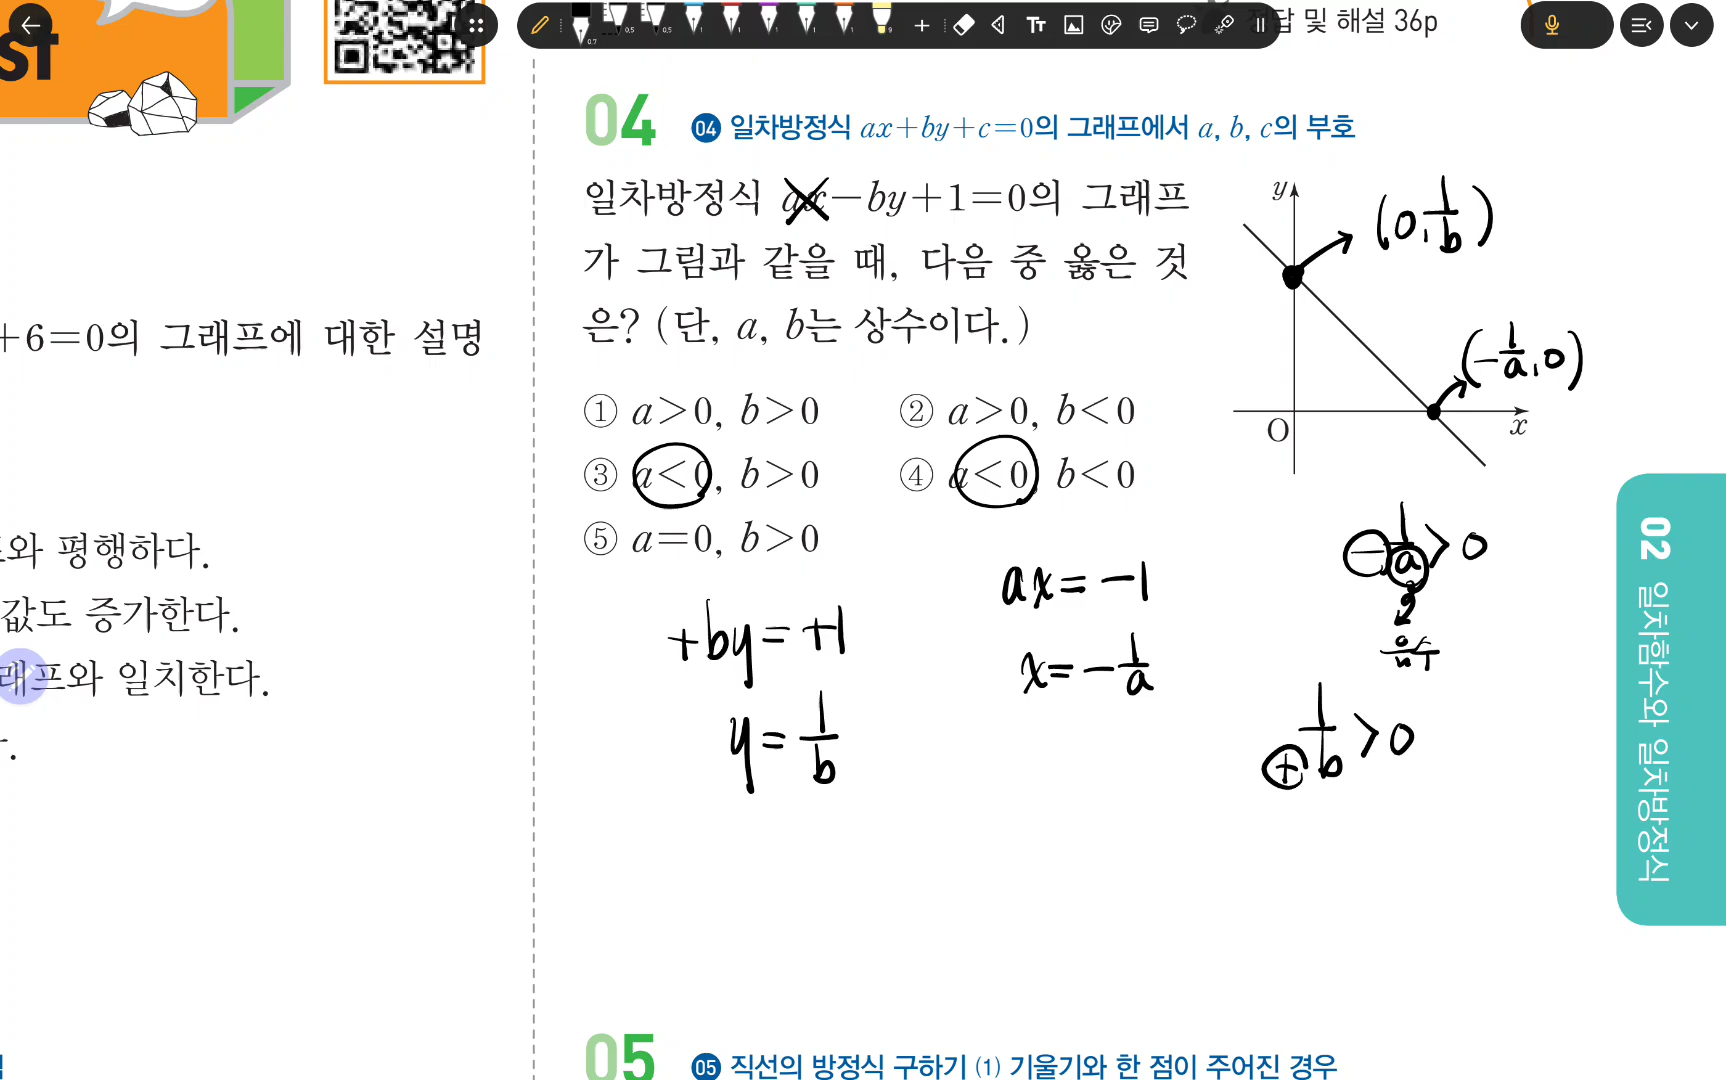 ST
정답 및 해설 36p
+6=0의 그래프에 대한 설명
와 평행하다.
값도 증가한다.
래프와 일치한다.
04
04 일차방정식 ax+by+c=0의 그래프에서 a, b, c의 부호
일차방정식 ax-by+1=0의 그래프
가 그림과 같을 때, 다음 중 옳은 것
은? (단, a, b는 상수이다.)
① a>0, b>0 ② a>0, b<0
③ a<0, b>0 ④ a<0, b<0
⑤ a=0, b>0
y
O
x
(0, 1/b)
(-1/a, 0)
+by=+1
y=1/b
ax=-1
x=-1/a
-1/a>0
음수
1/b>0
+
02 일차함수와 일차방정식
05
05 직선의 방정식 구하기 (1) 기울기와 한 점이 주어진 경우